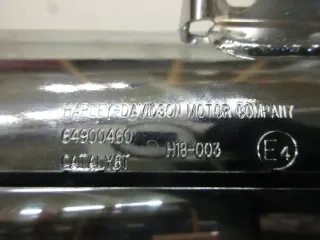 HARLEY-DAVIDSON MOTOR COMPANY
64900460
H18-003
E4
CATALYST